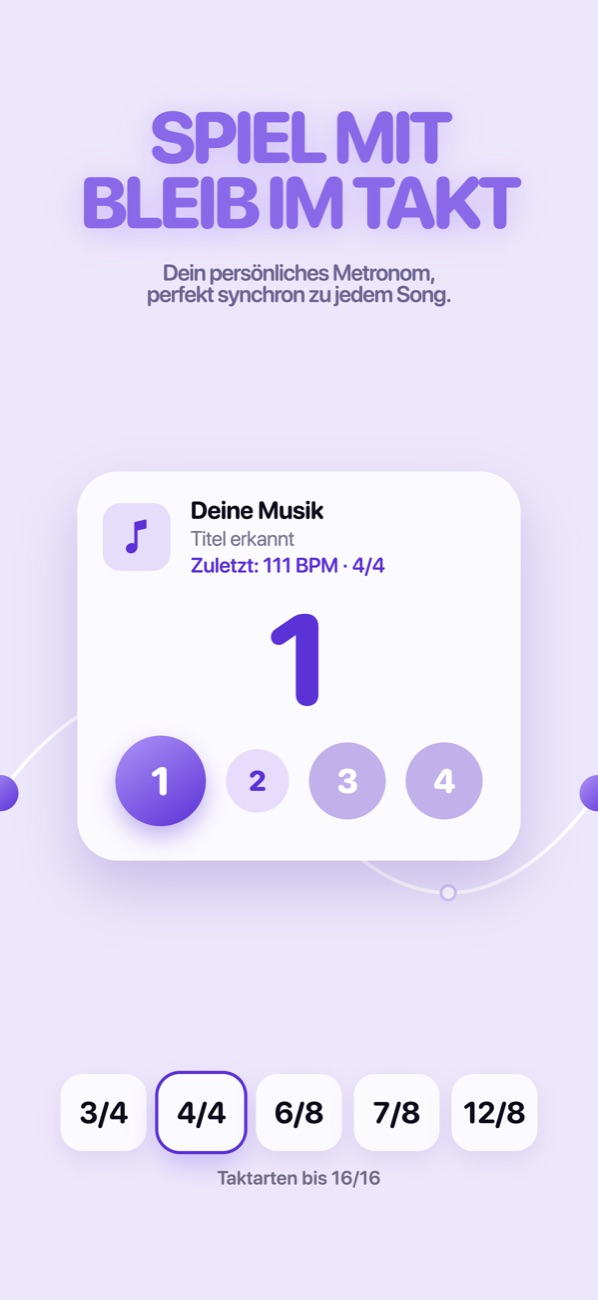 SPIEL MIT
BLEIB IM TAKT
Dein persönliches Metronom,
perfekt synchron zu jedem Song.
Deine Musik
Titel erkannt
Zuletzt: 111 BPM · 4/4
1
1 2 3 4
3/4 4/4 6/8 7/8 12/8
Taktarten bis 16/16